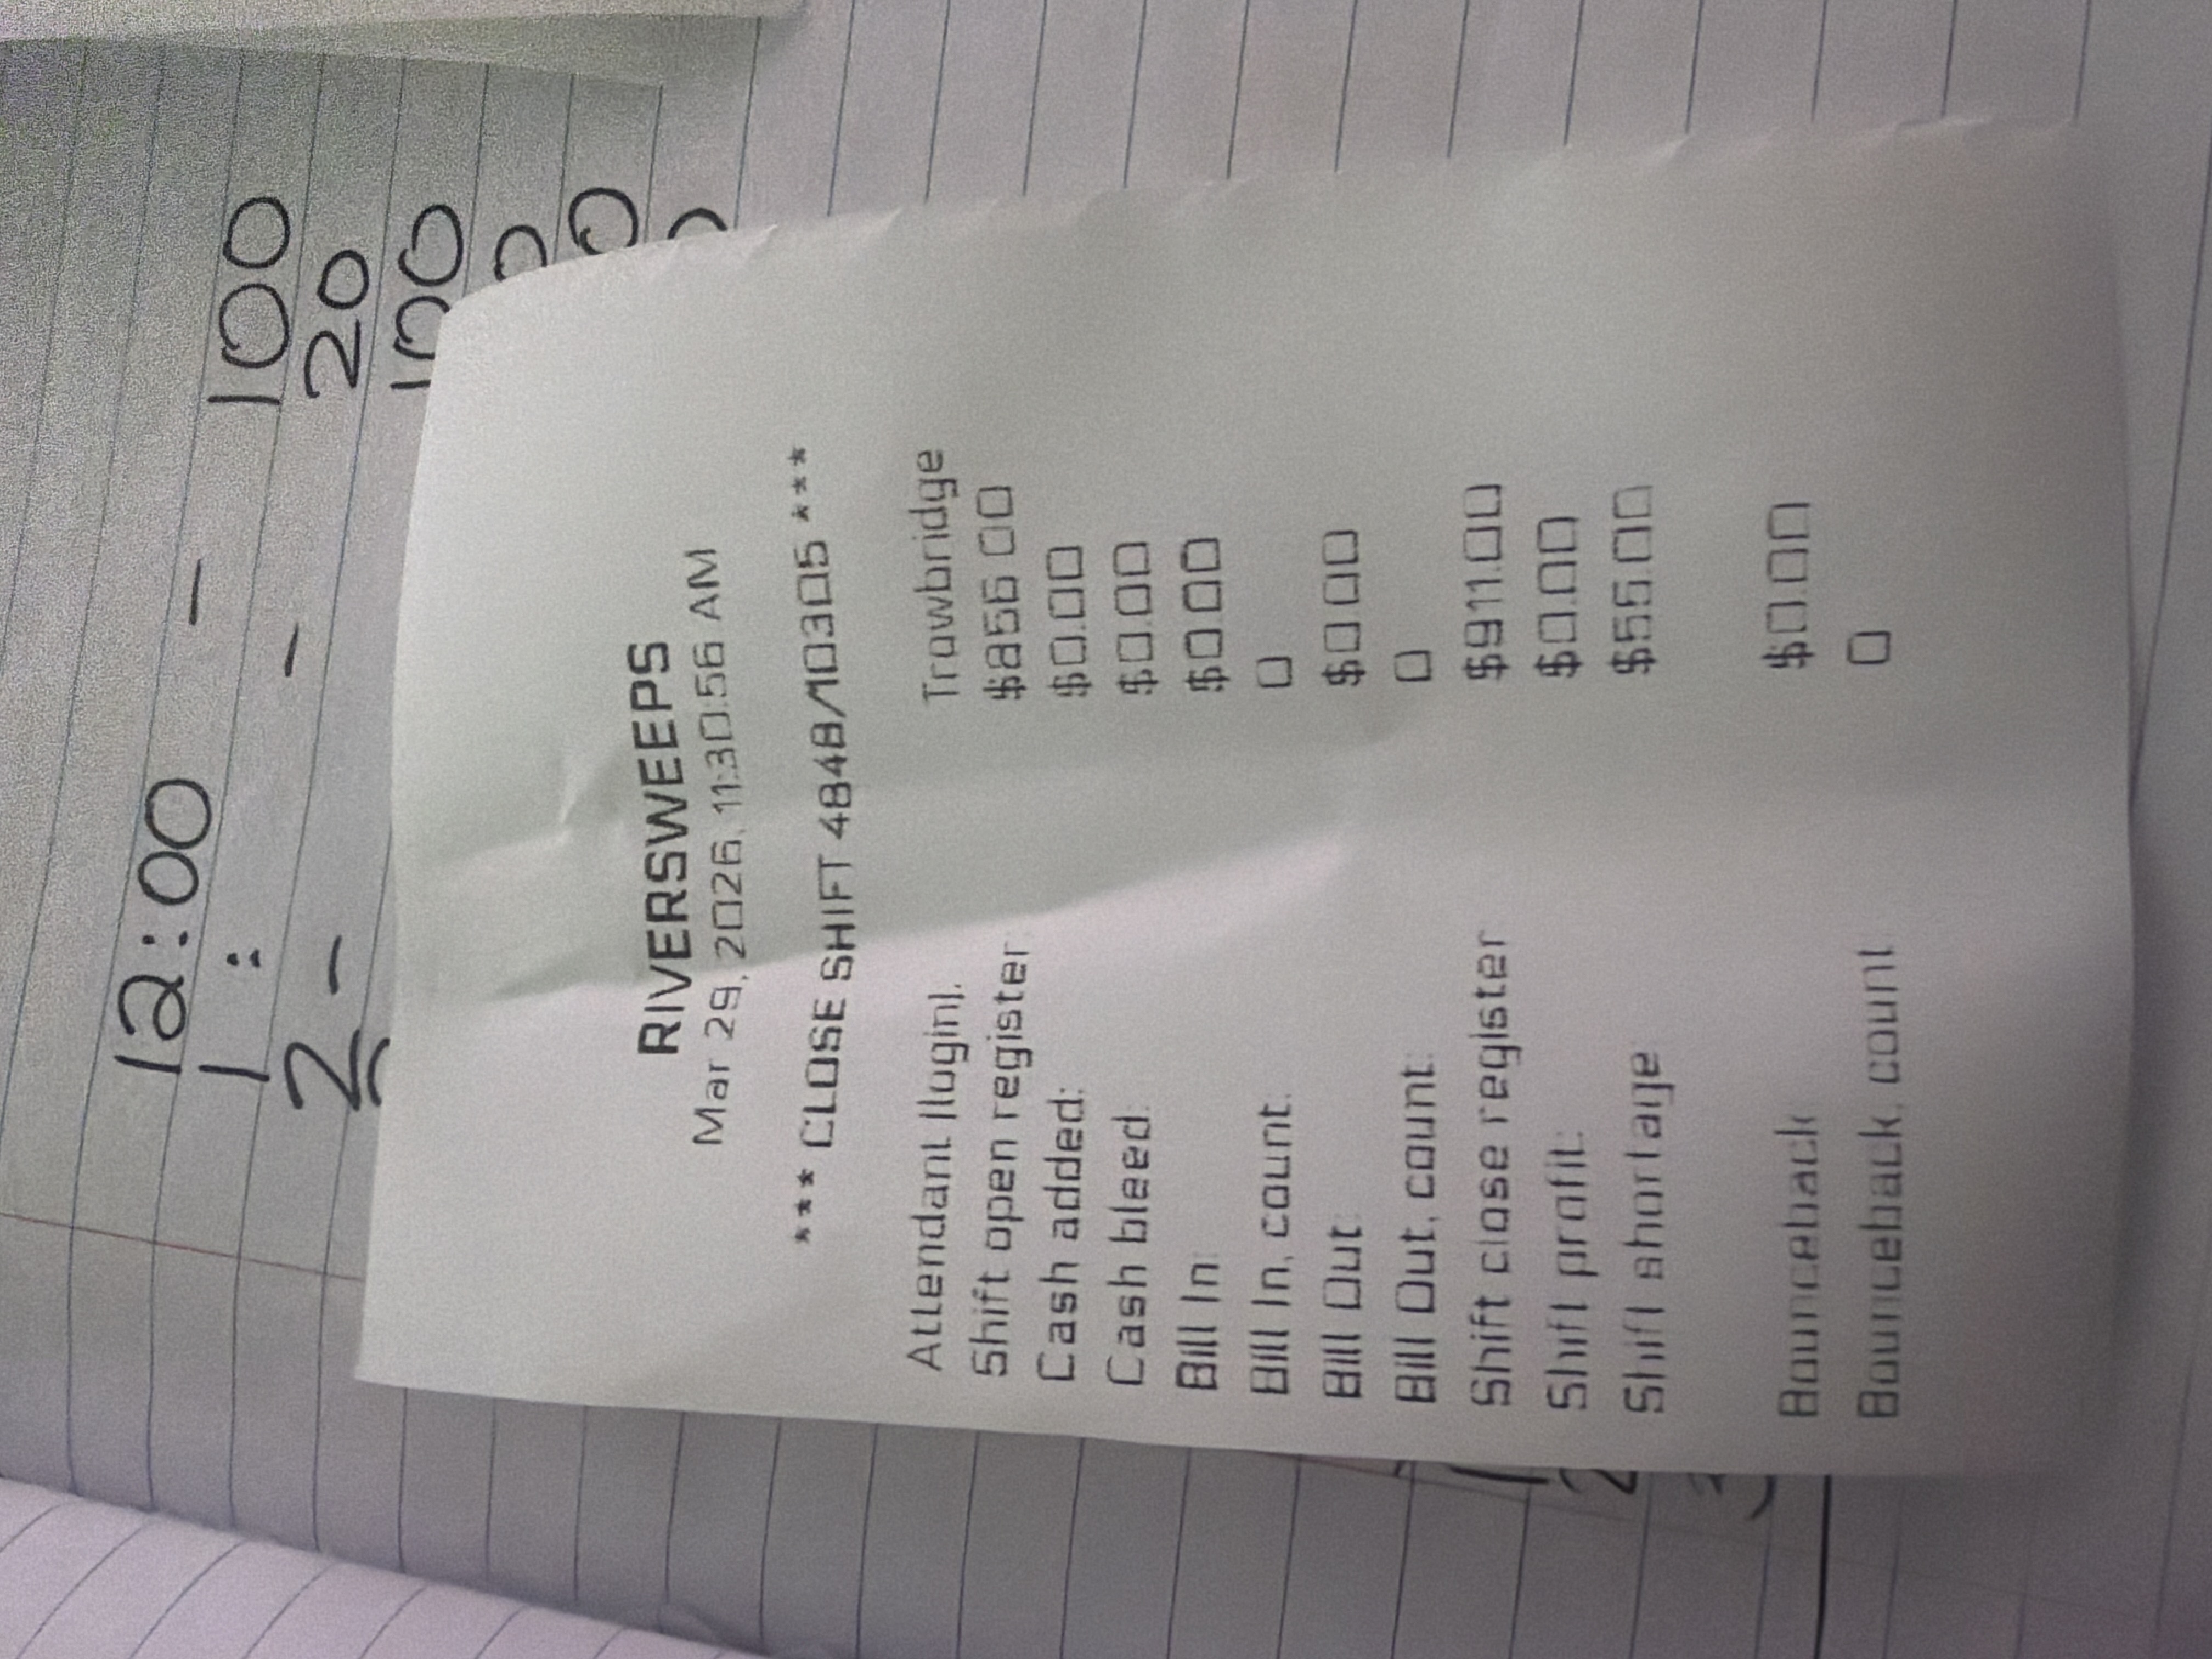 12:00 - 100
1: - 20
2 - 100
RIVERSWEEPS
Mar 29, 2026, 11:30:56 AM
*** CLOSE SHIFT 4848/10305 ***
Attendant (login): Trowbridge
Shift open register: $856.00
Cash added: $0.00
Cash bleed: $0.00
Bill In: $0.00
Bill In, count: 0
Bill Out: $0.00
Bill Out, count: 0
Shift close register: $911.00
Shift profit: $0.00
Shift shortage: $55.00
Bounceback: $0.00
Bounceback, count: 0